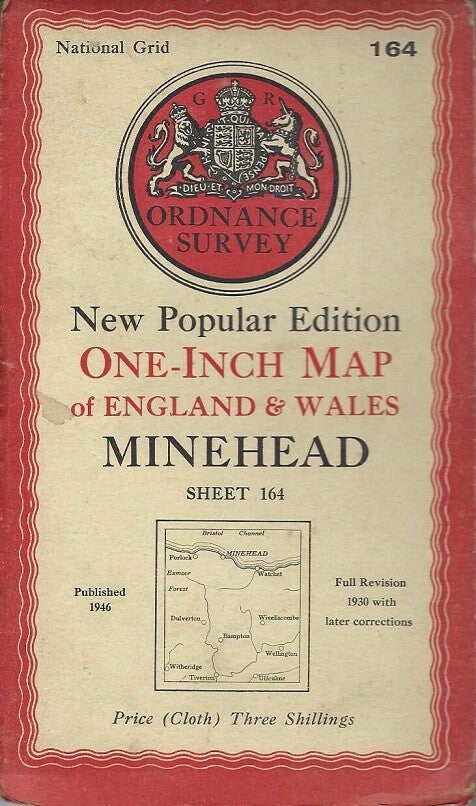 National Grid
164
G R
DIEU·ET MON·DROIT
ORDNANCE
SURVEY
New Popular Edition
ONE-INCH MAP
of ENGLAND & WALES
MINEHEAD
SHEET 164
Bristol Channel
Porlock
MINEHEAD
Exmoor
Watchet
Forest
Dulverton
Wiveliscombe
Bampton
Wellington
Witheridge
Tiverton
Uffculme
Published
1946
Full Revision
1930 with
later corrections
Price (Cloth) Three Shillings